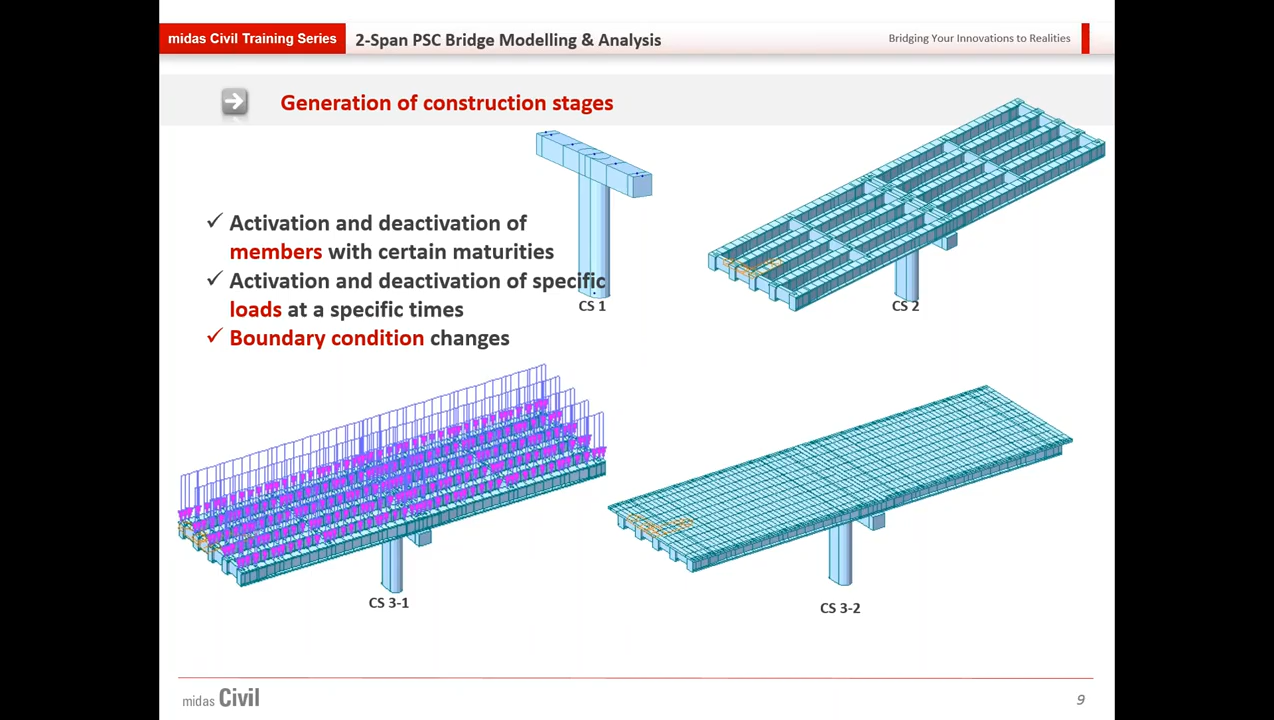 midas Civil Training Series
2-Span PSC Bridge Modelling & Analysis
Bridging Your Innovations to Realities
Generation of construction stages
✓ Activation and deactivation of
members with certain maturities
✓ Activation and deactivation of specific
loads at a specific times
✓ Boundary condition changes
CS 1
CS 2
CS 3-1
CS 3-2
midas Civil
9